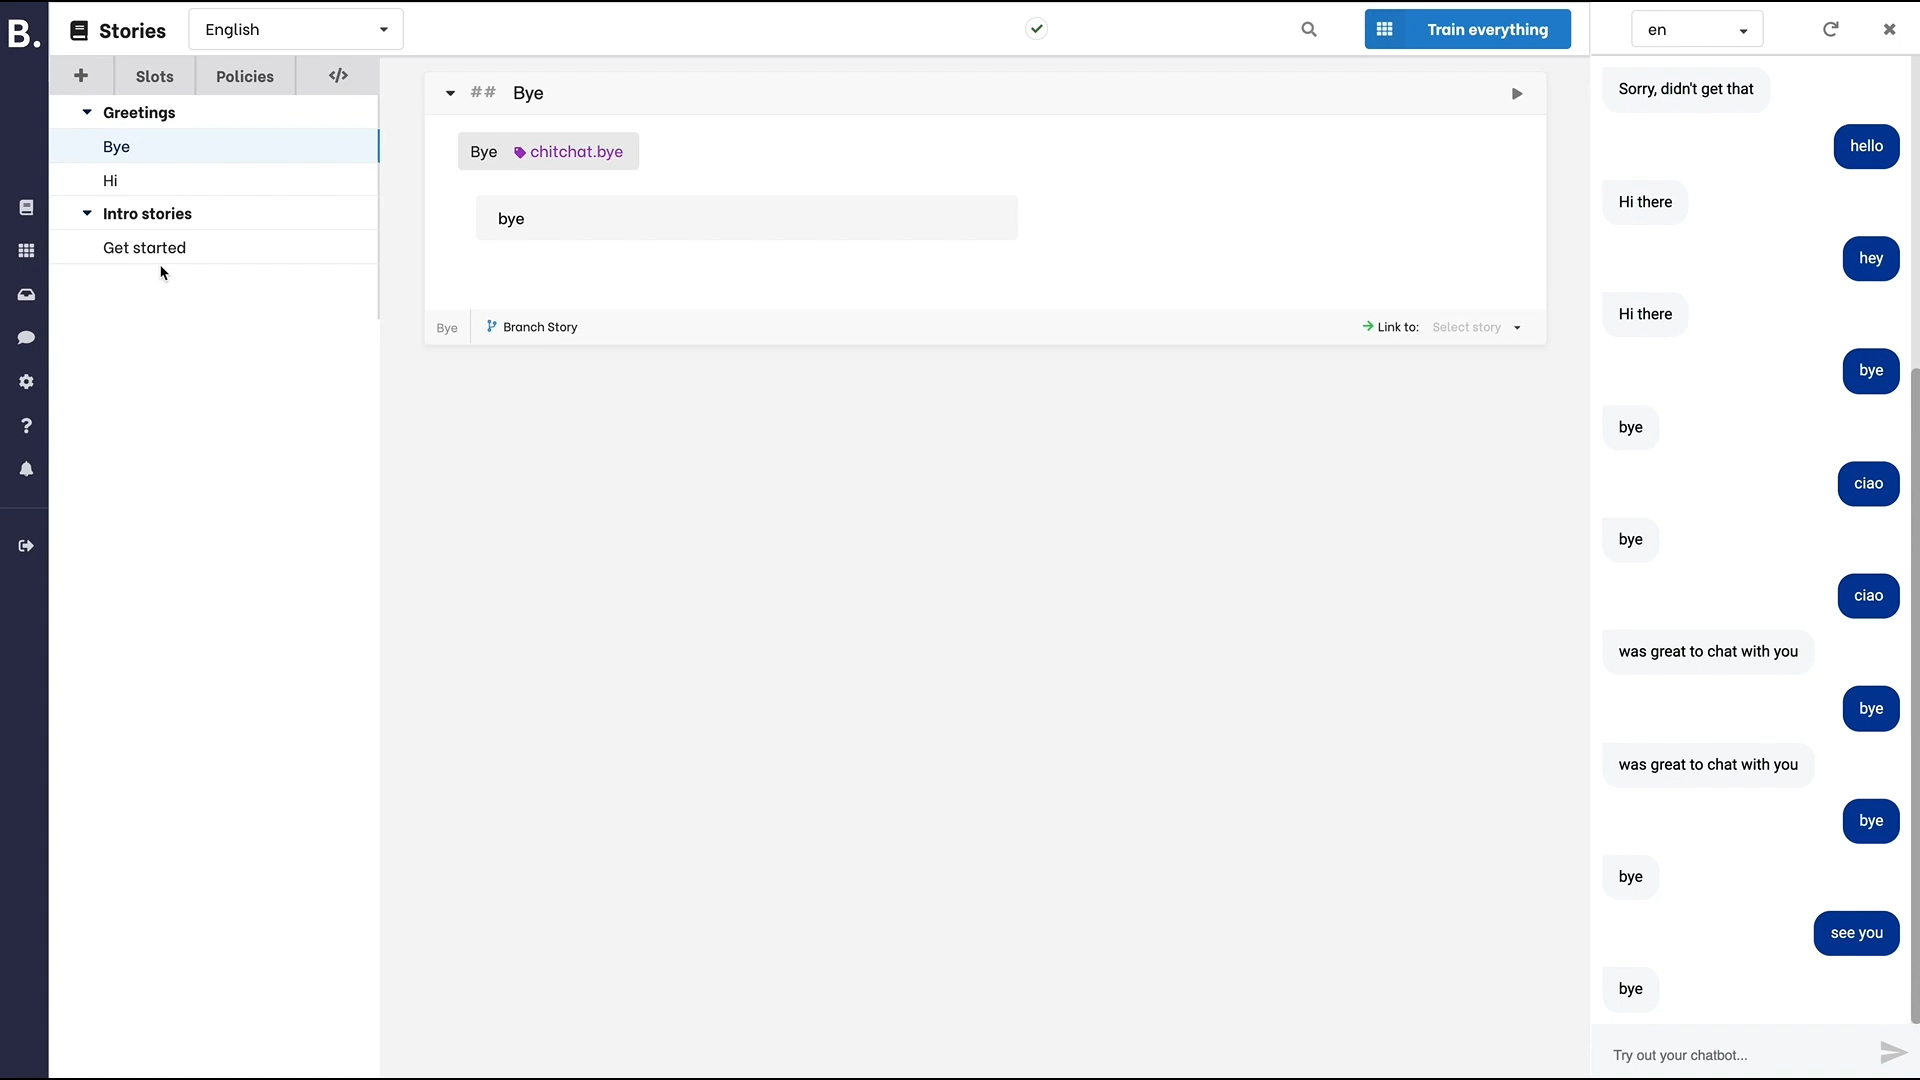 B.
Stories
English
Train everything
en
Slots
Policies
</>
Greetings
Bye
Hi
Intro stories
Get started
## Bye
Bye chitchat.bye
bye
Bye
Branch Story
Link to: Select story
Sorry, didn't get that
hello
Hi there
hey
Hi there
bye
bye
ciao
bye
ciao
was great to chat with you
bye
was great to chat with you
bye
bye
see you
bye
Try out your chatbot...